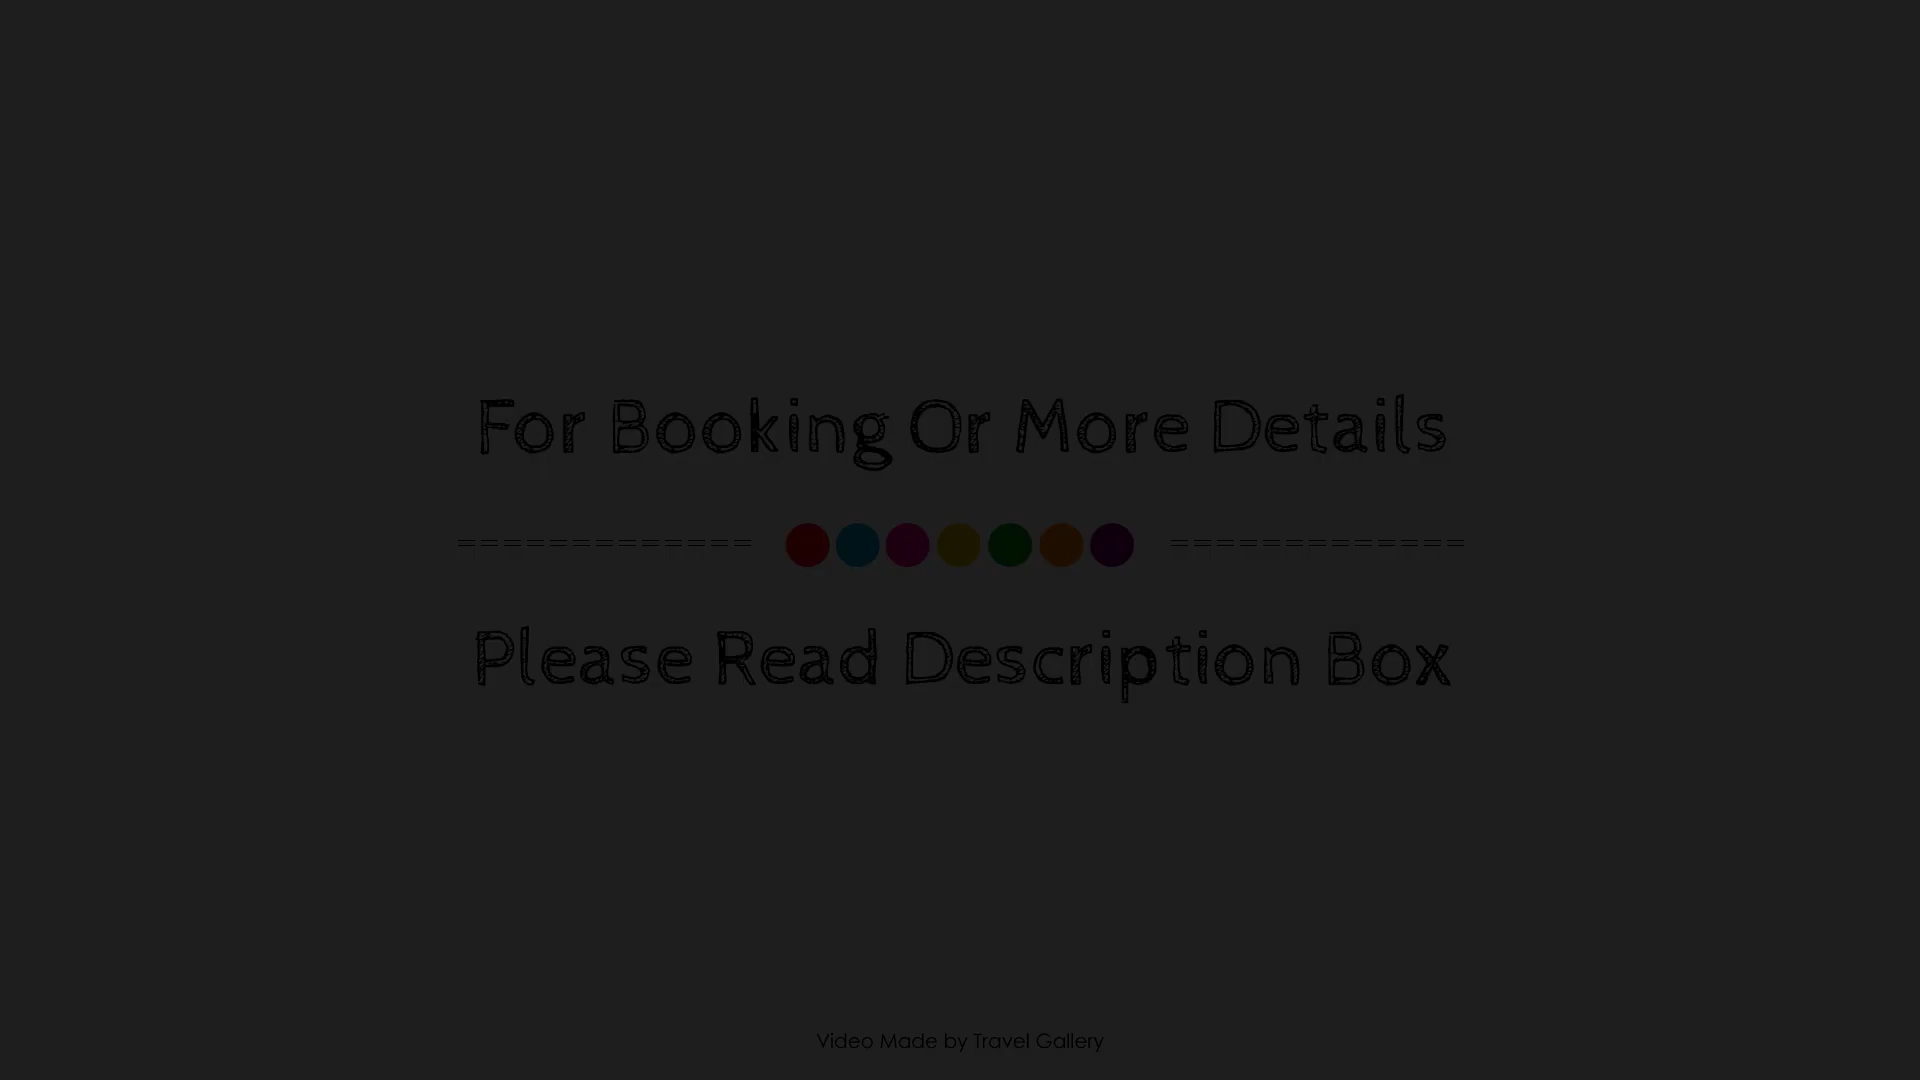 For Booking Or More Details
============= =============
Please Read Description Box
Video Made by Travel Gallery